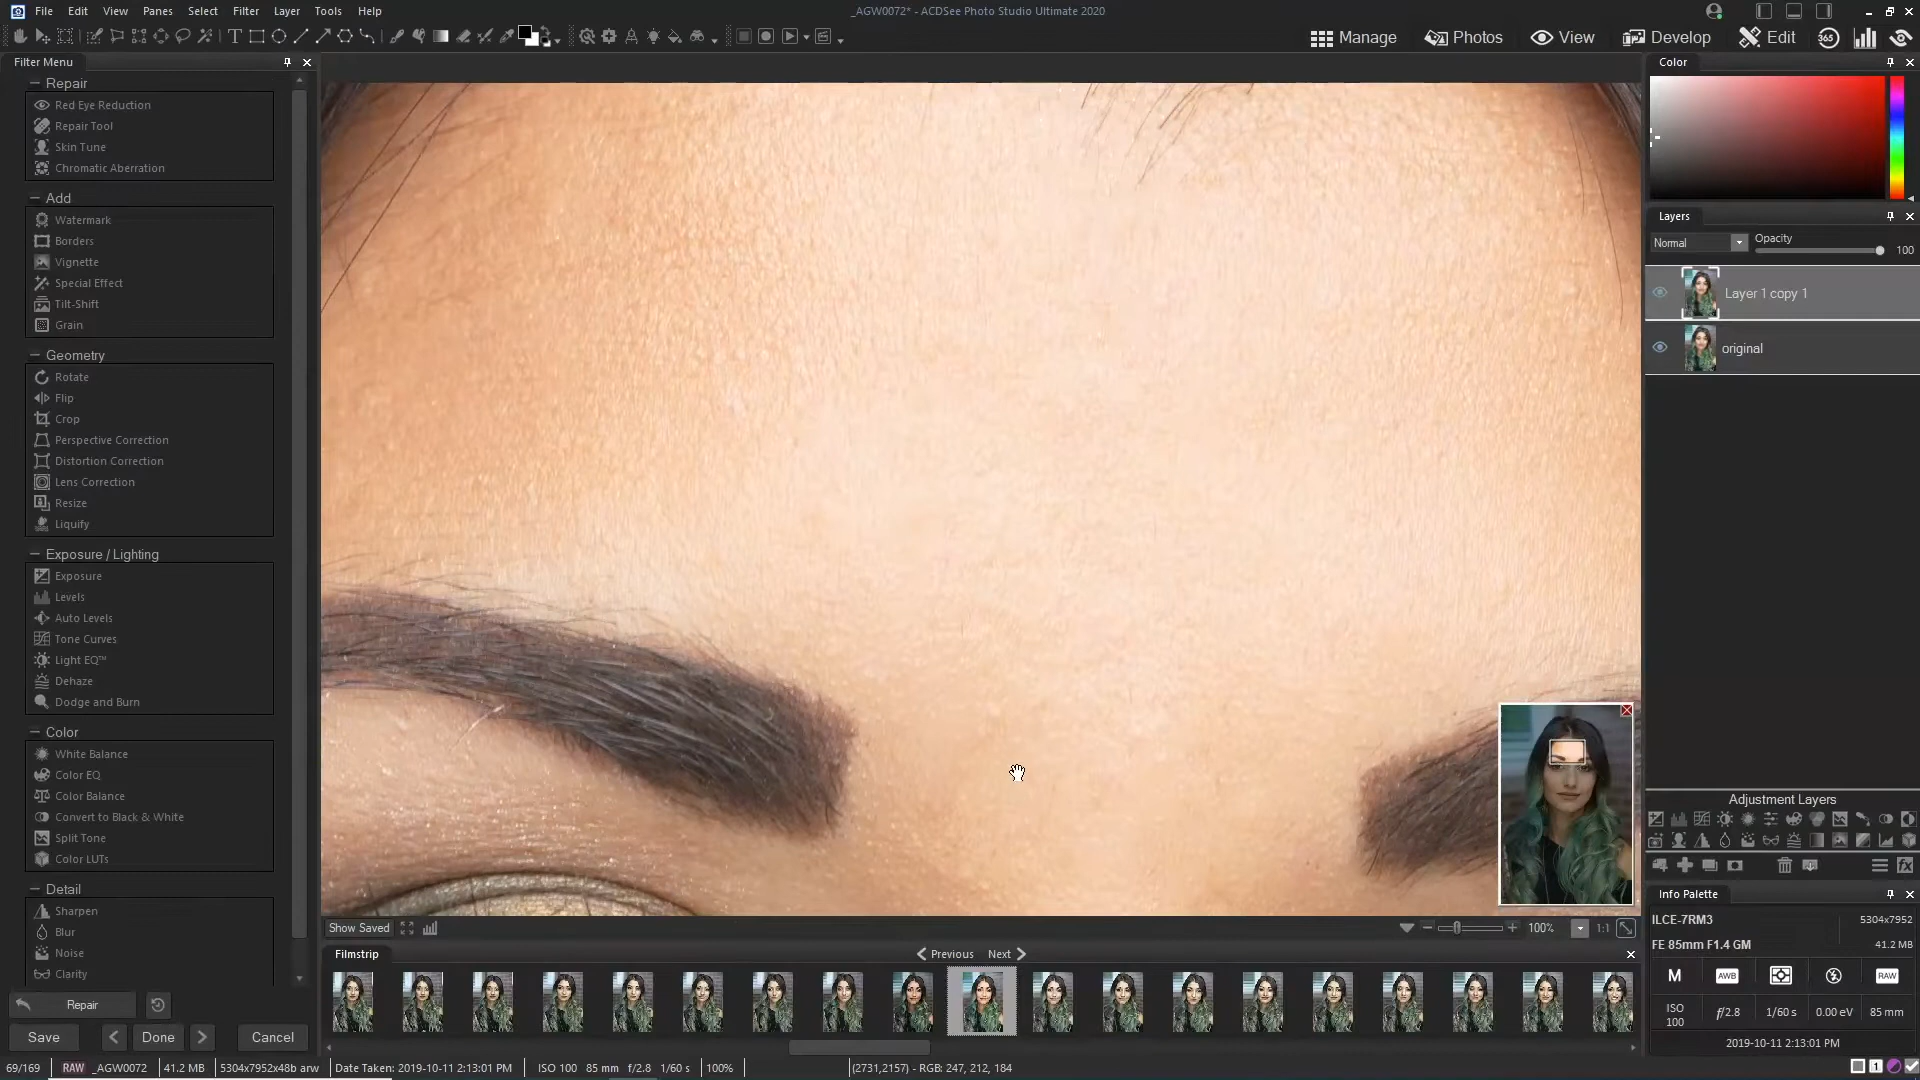 File Edit View Panes Select Filter Layer Tools Help
_AGW0072* - ACDSee Photo Studio Ultimate 2020
Manage Photos View Develop Edit 365
Filter Menu
Repair
Red Eye Reduction
Repair Tool
Skin Tune
Chromatic Aberration
Add
Watermark
Borders
Vignette
Special Effect
Tilt-Shift
Grain
Geometry
Rotate
Flip
Crop
Perspective Correction
Distortion Correction
Lens Correction
Resize
Liquify
Exposure / Lighting
Exposure
Levels
Auto Levels
Tone Curves
Light EQ™
Dehaze
Dodge and Burn
Color
White Balance
Color EQ
Color Balance
Convert to Black & White
Split Tone
Color LUTs
Detail
Sharpen
Blur
Noise
Clarity
Repair
Save Done Cancel
Show Saved
100% 1:1
Filmstrip
Previous Next
Color
Layers
Normal
Opacity
100
Layer 1 copy 1
original
Adjustment Layers
Info Palette
ILCE-7RM3 5304x7952
FE 85mm F1.4 GM 41.2 MB
M AWB RAW
ISO 100 f/2.8 1/60 s 0.00 eV 85 mm
2019-10-11 2:13:01 PM
69/169 RAW _AGW0072 41.2 MB 5304x7952x48b arw Date Taken: 2019-10-11 2:13:01 PM ISO 100 85 mm f/2.8 1/60 s 100% (2731,2157) - RGB: 247, 212, 184 1